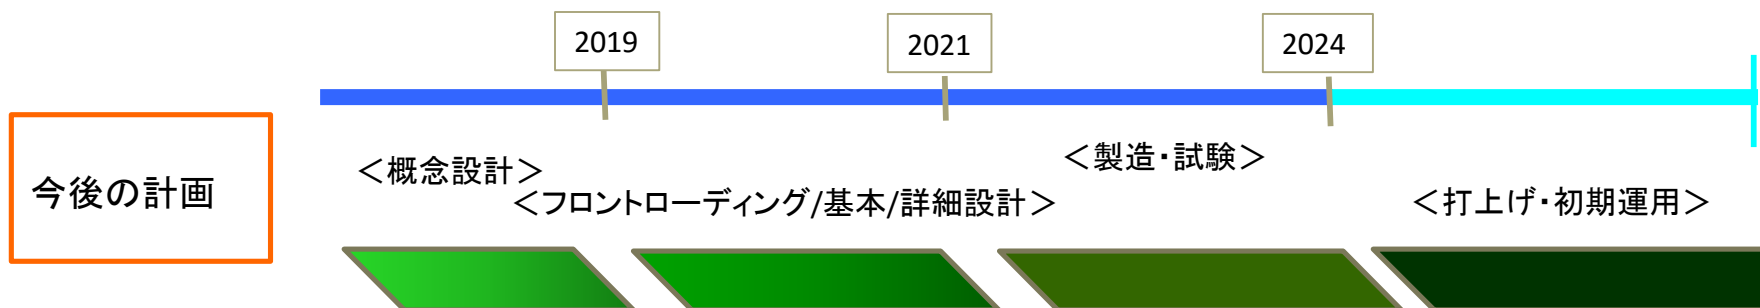 2019
2021
2024
今後の計画
＜概念設計＞
＜フロントローディング/基本/詳細設計＞
＜製造・試験＞
＜打上げ・初期運用＞